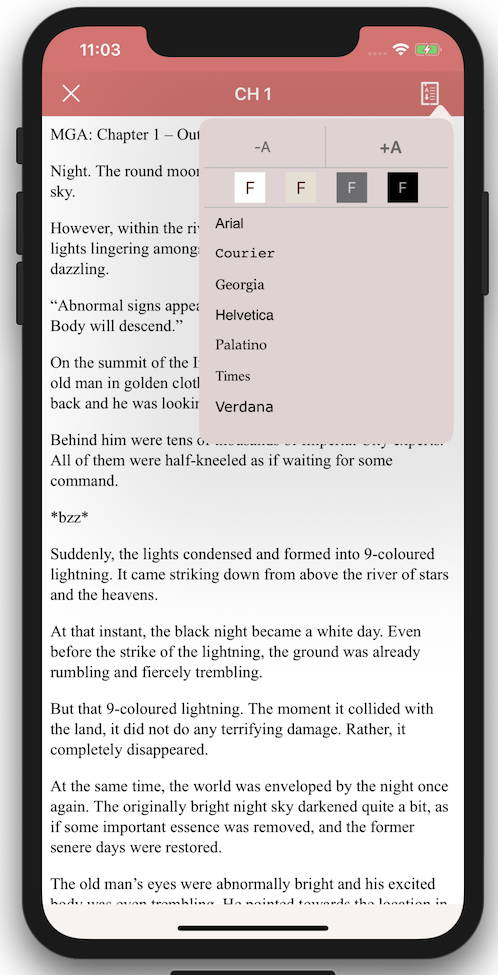 11:03
CH 1
MGA: Chapter 1 – Out
Night. The round moon
sky.
However, within the riv
lights lingering amongs
dazzling.
“Abnormal signs appea
Body will descend.”
On the summit of the I
old man in golden cloth
back and he was lookin
Behind him were tens of thousands of Imperial City experts.
All of them were half-kneeled as if waiting for some
command.
*bzz*
Suddenly, the lights condensed and formed into 9-coloured
lightning. It came striking down from above the river of stars
and the heavens.
At that instant, the black night became a white day. Even
before the strike of the lightning, the ground was already
rumbling and fiercely trembling.
But that 9-coloured lightning. The moment it collided with
the land, it did not do any terrifying damage. Rather, it
completely disappeared.
At the same time, the world was enveloped by the night once
again. The originally bright night sky darkened quite a bit, as
if some important essence was removed, and the former
senere days were restored.
The old man’s eyes were abnormally bright and his excited
body was even trembling. He pointed towards the location in
-A +A
F F F F
Arial
Courier
Georgia
Helvetica
Palatino
Times
Verdana